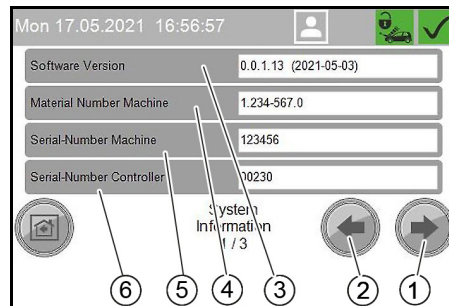 Mon 17.05.2021 16:56:57
Software Version 0.0.1.13 (2021-05-03)
Material Number Machine 1.234-567.0
Serial-Number Machine 123456
Serial-Number Controller 00230
System
Information
1 / 3
6 5 4 3 2 1